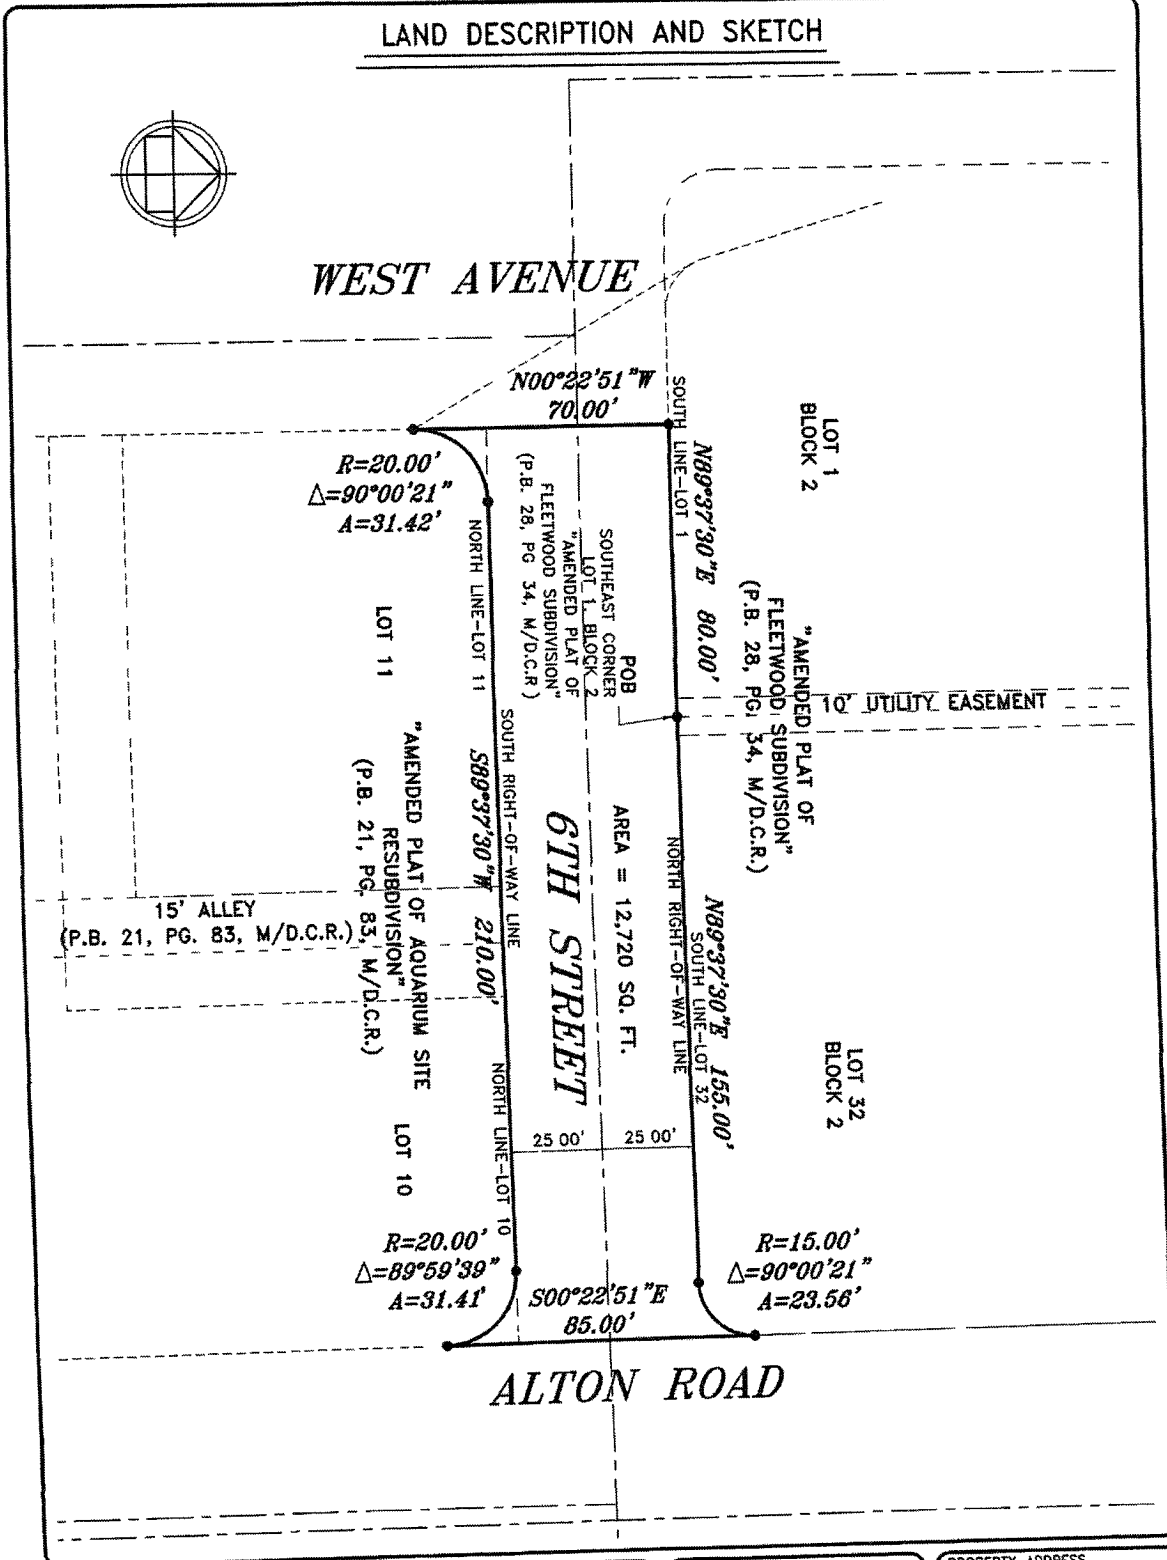 LAND DESCRIPTION AND SKETCH
WEST AVENUE
N00°22'51"W
70.00'
R=20.00'
Δ=90°00'21"
A=31.42'
SOUTH LINE-LOT 1
N89°37'30"E 80.00'
LOT 1
BLOCK 2
"AMENDED PLAT OF
FLEETWOOD SUBDIVISION"
(P.B. 28, PG 34, M/D.C.R.)
POB
SOUTHEAST CORNER
LOT 1, BLOCK 2
"AMENDED PLAT OF
FLEETWOOD SUBDIVISION"
(P.B. 28, PG. 34, M/D.C.R.)
10' UTILITY EASEMENT
NORTH LINE-LOT 11
LOT 11
SOUTH RIGHT-OF-WAY LINE
S89°37'30"W 210.00'
"AMENDED PLAT OF AQUARIUM SITE
RESUBDIVISION"
(P.B. 21, PG. 83, M/D.C.R.)
15' ALLEY
(P.B. 21, PG. 83, M/D.C.R.)
6TH STREET
AREA = 12,720 SQ. FT.
NORTH RIGHT-OF-WAY LINE
SOUTH LINE-LOT 32
N89°37'30"E 155.00'
LOT 32
BLOCK 2
NORTH LINE-LOT 10
LOT 10
25 00'
25 00'
R=20.00'
Δ=89°59'39"
A=31.41'
S00°22'51"E
85.00'
R=15.00'
Δ=90°00'21"
A=23.56'
ALTON ROAD
PROPERTY ADDRESS